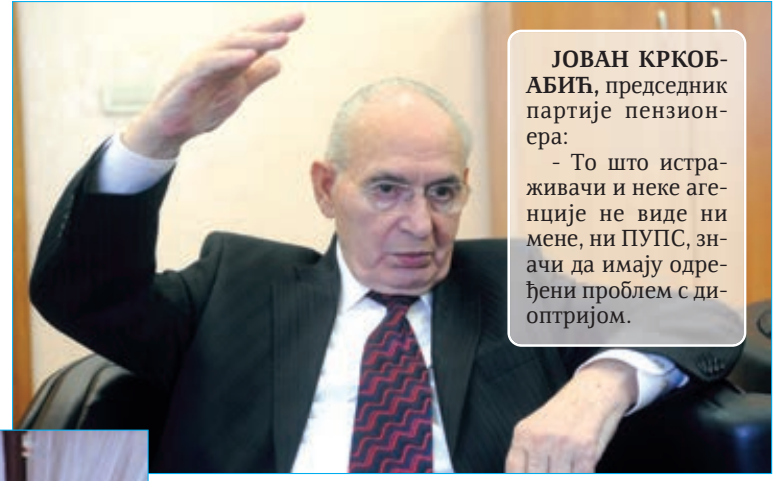 ЈОВАН КРКОБ-
АБИЋ, председник
партије пензион-
ера:
- То што истра-
живачи и неке аге-
нције не виде ни
мене, ни ПУПС, зн-
ачи да имају одре-
ђени проблем с ди-
оптријом.